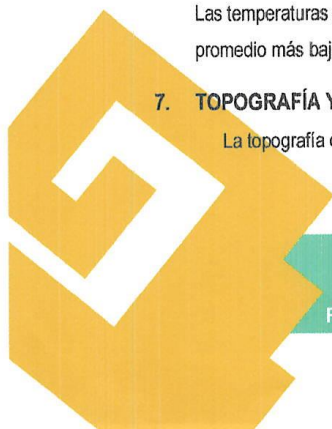 Las temperaturas
promedio más baj
7. TOPOGRAFÍA Y
La topografía